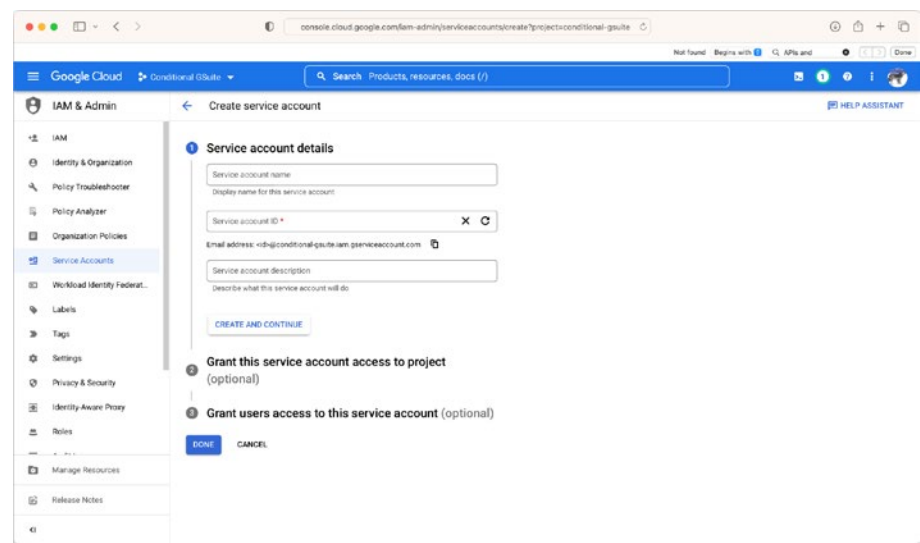 console.cloud.google.com/iam-admin/serviceaccounts/create?project=conditional-gsuite
Not found Begins with Q APIs and Done
Google Cloud Conditional GSuite Search Products, resources, docs (/) 1
IAM & Admin
Create service account
HELP ASSISTANT
IAM
Identity & Organization
Policy Troubleshooter
Policy Analyzer
Organization Policies
Service Accounts
Workload Identity Federat...
Labels
Tags
Settings
Privacy & Security
Identity-Aware Proxy
Roles
Manage Resources
Release Notes
1 Service account details
Service account name
Display name for this service account
Service account ID *
Email address: <id>@conditional-gsuite.iam.gserviceaccount.com
Service account description
Describe what this service account will do
CREATE AND CONTINUE
2 Grant this service account access to project
(optional)
3 Grant users access to this service account (optional)
DONE CANCEL